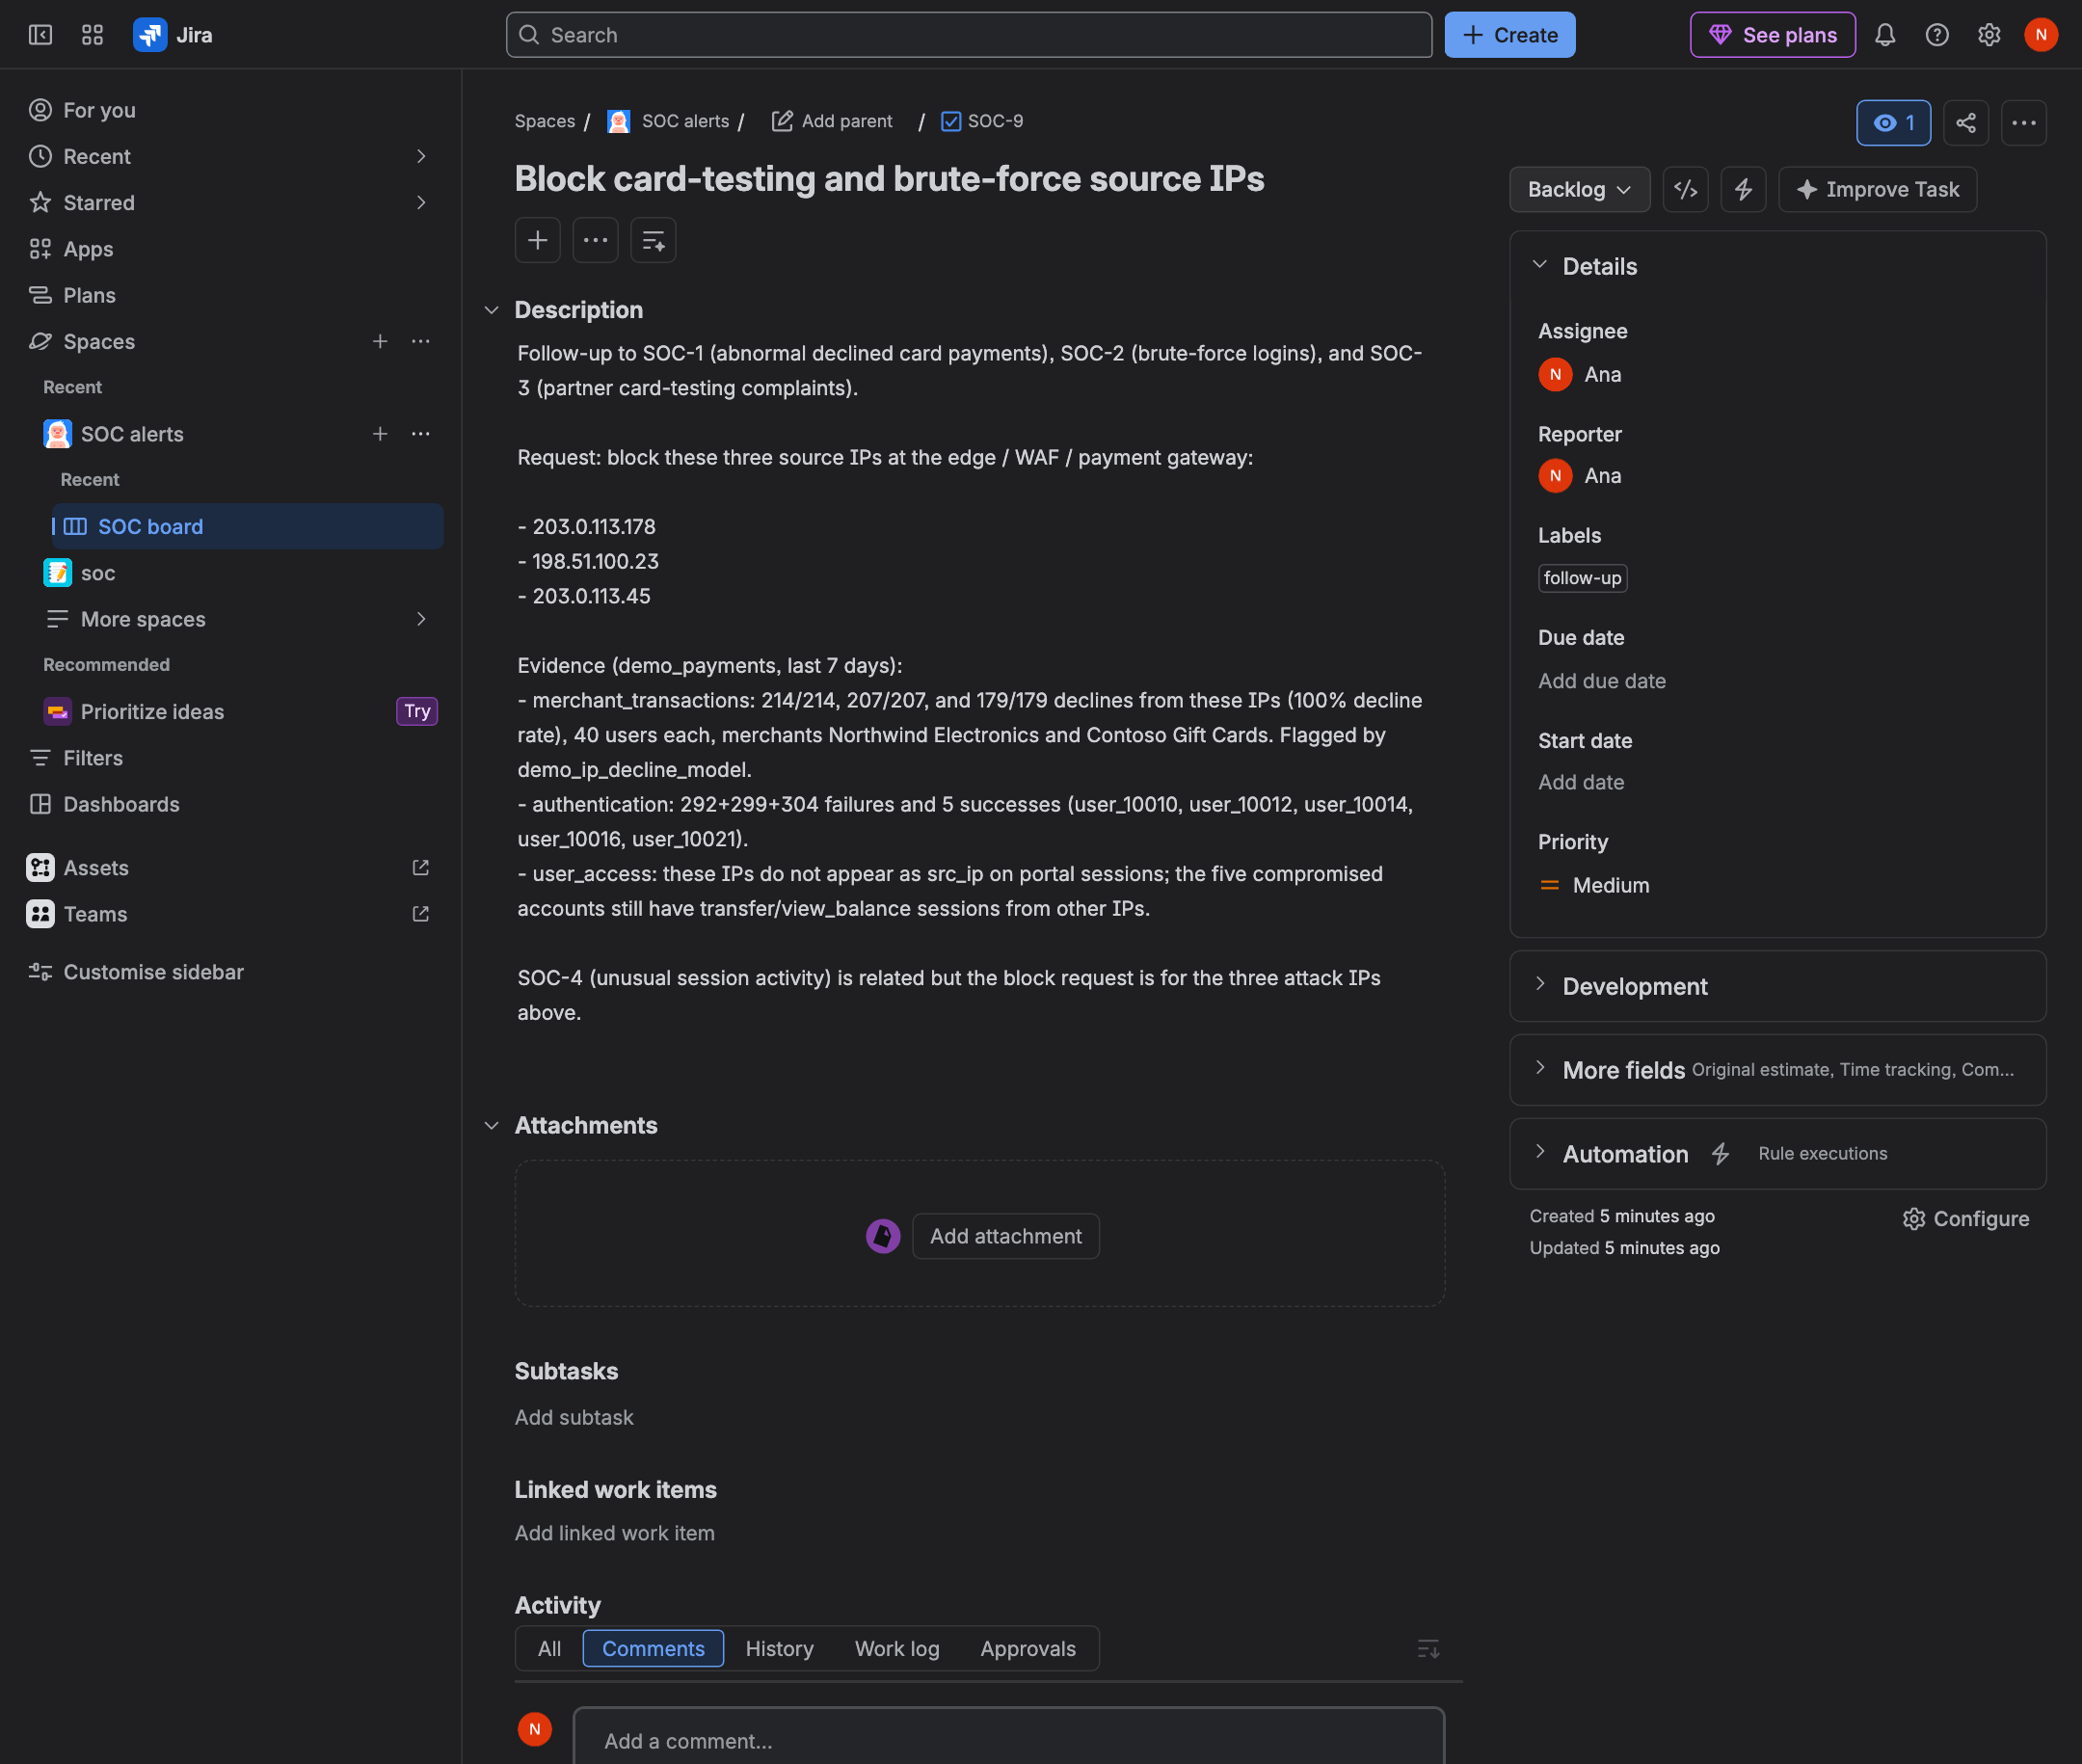 Jira
Search
Create
See plans
N
For you
Recent
Starred
Apps
Plans
Spaces
Recent
SOC alerts
Recent
SOC board
soc
More spaces
Recommended
Prioritize ideas
Try
Filters
Dashboards
Assets
Teams
Customise sidebar
Spaces / SOC alerts / Add parent / SOC-9
1
Block card-testing and brute-force source IPs
Description
Follow-up to SOC-1 (abnormal declined card payments), SOC-2 (brute-force logins), and SOC-
3 (partner card-testing complaints).
Request: block these three source IPs at the edge / WAF / payment gateway:
- 203.0.113.178
- 198.51.100.23
- 203.0.113.45
Evidence (demo_payments, last 7 days):
- merchant_transactions: 214/214, 207/207, and 179/179 declines from these IPs (100% decline
rate), 40 users each, merchants Northwind Electronics and Contoso Gift Cards. Flagged by
demo_ip_decline_model.
- authentication: 292+299+304 failures and 5 successes (user_10010, user_10012, user_10014,
user_10016, user_10021).
- user_access: these IPs do not appear as src_ip on portal sessions; the five compromised
accounts still have transfer/view_balance sessions from other IPs.
SOC-4 (unusual session activity) is related but the block request is for the three attack IPs
above.
Attachments
Add attachment
Subtasks
Add subtask
Linked work items
Add linked work item
Activity
All
Comments
History
Work log
Approvals
N
Add a comment...
Backlog
Improve Task
Details
Assignee
N
Ana
Reporter
N
Ana
Labels
follow-up
Due date
Add due date
Start date
Add date
Priority
Medium
Development
More fields Original estimate, Time tracking, Com...
Automation
Rule executions
Created 5 minutes ago
Updated 5 minutes ago
Configure